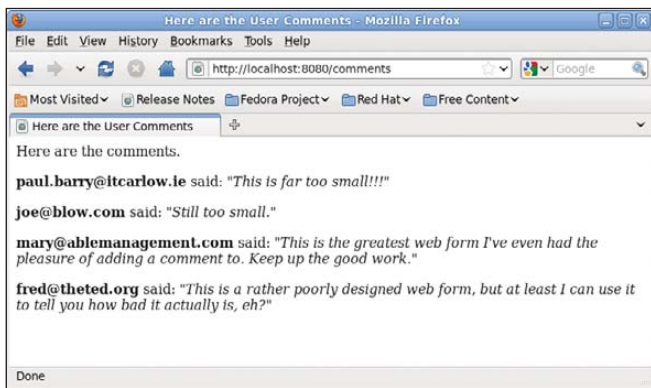 Here are the User Comments - Mozilla Firefox
File Edit View History Bookmarks Tools Help
http://localhost:8080/comments
Google
Most Visited Release Notes Fedora Project Red Hat Free Content
Here are the User Comments
Here are the comments.
paul.barry@itcarlow.ie said: "This is far too small!!!"
joe@blow.com said: "Still too small."
mary@ablemanagement.com said: "This is the greatest web form I've even had the
pleasure of adding a comment to. Keep up the good work."
fred@theted.org said: "This is a rather poorly designed web form, but at least I can use it
to tell you how bad it actually is, eh?"
Done